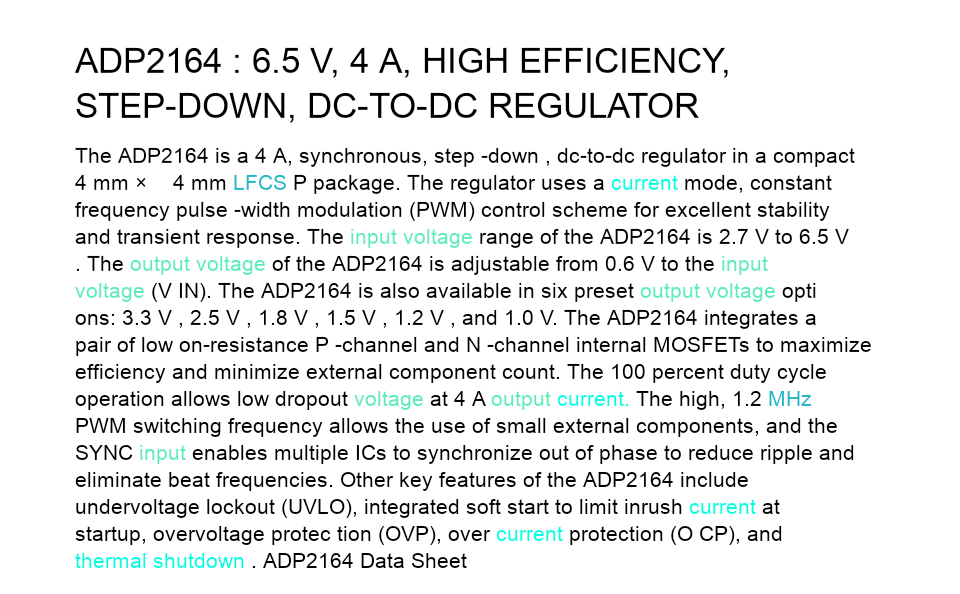 ADP2164 : 6.5 V, 4 A, HIGH EFFICIENCY,
STEP-DOWN, DC-TO-DC REGULATOR
The ADP2164 is a 4 A, synchronous, step -down , dc-to-dc regulator in a compact
4 mm × 4 mm LFCS P package. The regulator uses a current mode, constant
frequency pulse -width modulation (PWM) control scheme for excellent stability
and transient response. The input voltage range of the ADP2164 is 2.7 V to 6.5 V
. The output voltage of the ADP2164 is adjustable from 0.6 V to the input
voltage (V IN). The ADP2164 is also available in six preset output voltage opti
ons: 3.3 V , 2.5 V , 1.8 V , 1.5 V , 1.2 V , and 1.0 V. The ADP2164 integrates a
pair of low on-resistance P -channel and N -channel internal MOSFETs to maximize
efficiency and minimize external component count. The 100 percent duty cycle
operation allows low dropout voltage at 4 A output current. The high, 1.2 MHz
PWM switching frequency allows the use of small external components, and the
SYNC input enables multiple ICs to synchronize out of phase to reduce ripple and
eliminate beat frequencies. Other key features of the ADP2164 include
undervoltage lockout (UVLO), integrated soft start to limit inrush current at
startup, overvoltage protec tion (OVP), over current protection (O CP), and
thermal shutdown . ADP2164 Data Sheet